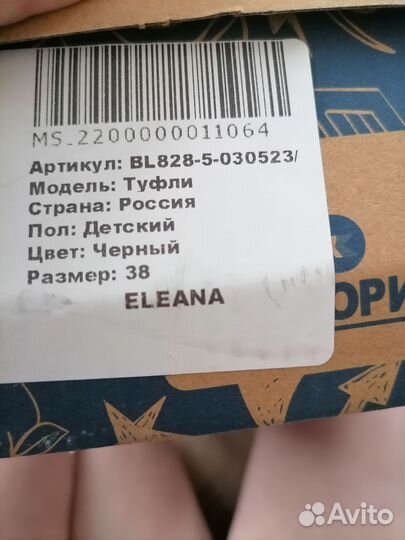 MS_2200000011064
Артикул: BL828-5-030523/
Модель: Туфли
Страна: Россия
Пол: Детский
Цвет: Черный
Размер: 38
ELEANA
Avito